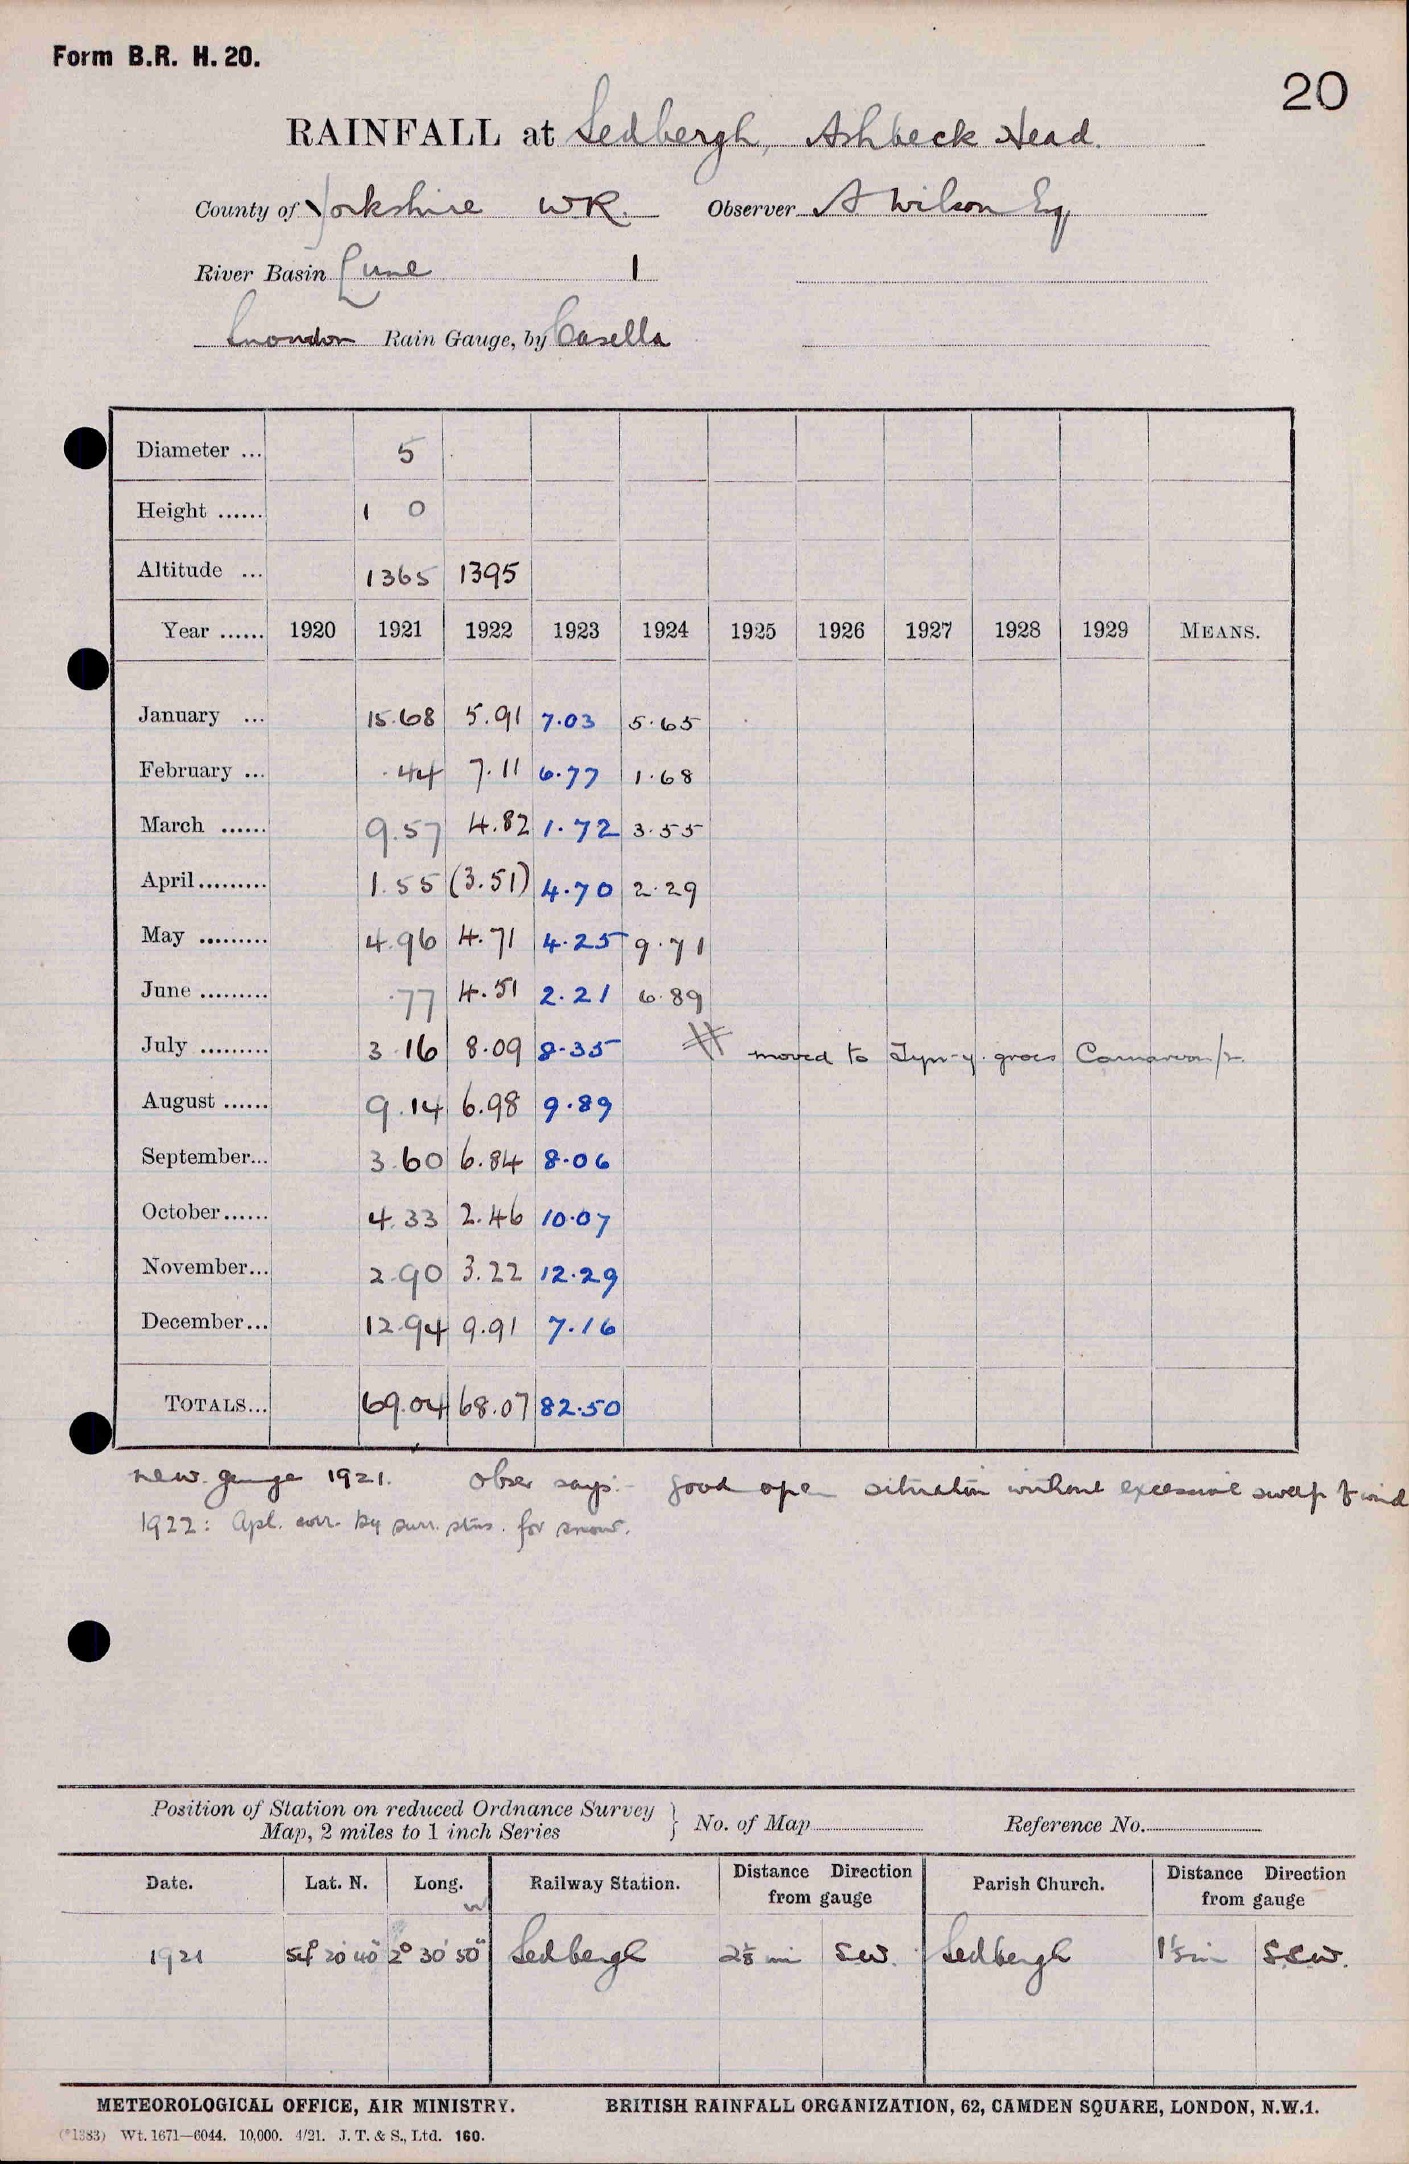 Form B.R. H. 20.
20
RAINFALL at Sedbergh, Ashbeck Head.
County of Yorkshire WR. Observer A Wilson Esq
River Basin Lune 1
Snowdon Rain Gauge, by Casella
Diameter ... 5
Height ...... 1 0
Altitude ... 1365 1395
Year ...... 1920 1921 1922 1923 1924 1925 1926 1927 1928 1929 MEANS.
January ... 15.68 5.91 7.03 5.65
February ... .44 7.11 6.77 1.68
March ...... 9.57 4.82 1.72 3.55
April ......... 1.55 (3.51) 4.70 2.29
May ......... 4.96 4.71 4.25 9.71
June ......... .77 4.51 2.21 6.89
July ......... 3.16 8.09 8.35 # moved to Tyn-y-groes
August ...... 9.14 6.98 9.89
September... 3.60 6.84 8.06
October...... 4.33 2.46 10.07
November... 2.90 3.22 12.29
December... 12.94 9.91 7.16
TOTALS... 69.04 68.07 82.50
new gauge 1921. Obser says:- good open situation without excessive sweep of wind
1922: Apl. corr. by surr. stns. for snow.
Position of Station on reduced Ordnance Survey
Map, 2 miles to 1 inch Series } No. of Map Reference No.
Date. Lat. N. Long. W Railway Station. Distance Direction from gauge Parish Church. Distance Direction from gauge
1921 54° 20' 40" 2° 30' 50" Sedbergh 2⅛ mi S.W. Sedbergh S.S.W.
METEOROLOGICAL OFFICE, AIR MINISTRY. BRITISH RAINFALL ORGANIZATION, 62, CAMDEN SQUARE, LONDON, N.W.1.
(*1383) Wt. 1671—6044. 10,000. 4/21. J. T. & S., Ltd. 160.